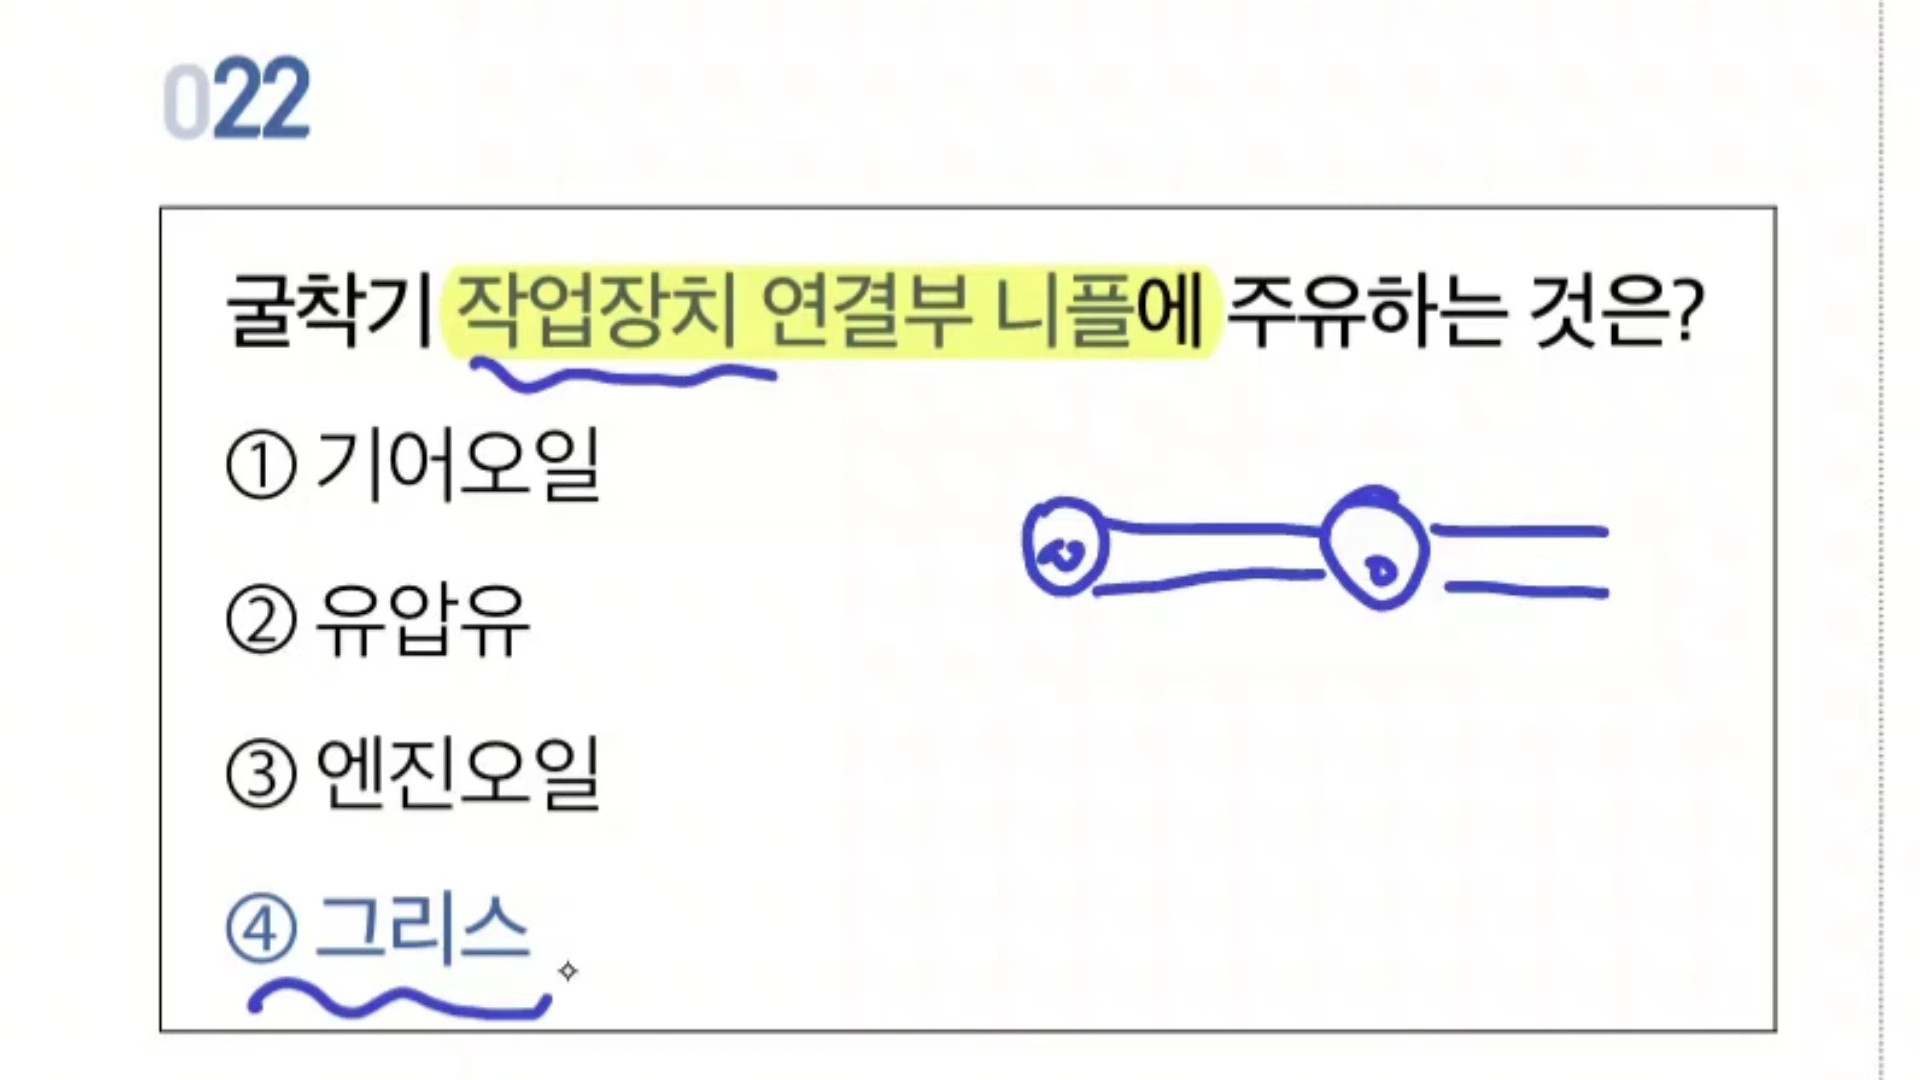 022
굴착기 작업장치 연결부 니플에 주유하는 것은?
① 기어오일
② 유압유
③ 엔진오일
④ 그리스